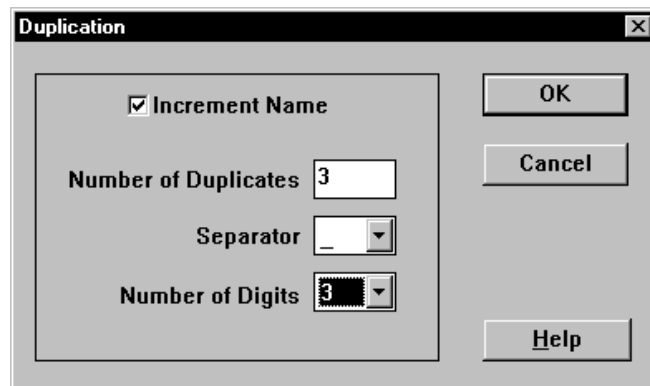 Duplication
Increment Name
OK
Number of Duplicates 3
Cancel
Separator _
Number of Digits 3
Help